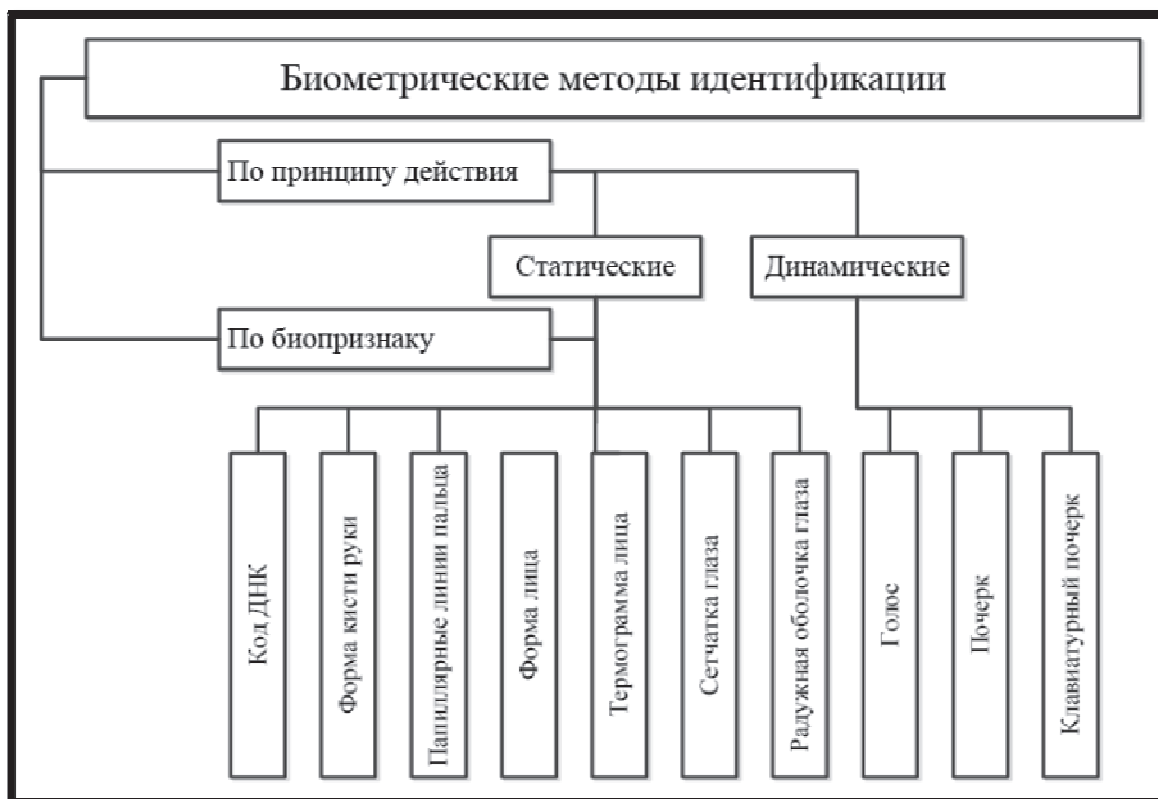 Биометрические методы идентификации
По принципу действия
Статические
Динамические
По биопризнаку
Код ДНК
Форма кисти руки
Папиллярные линии пальца
Форма лица
Термограмма лица
Сетчатка глаза
Радужная оболочка глаза
Голос
Почерк
Клавиатурный почерк